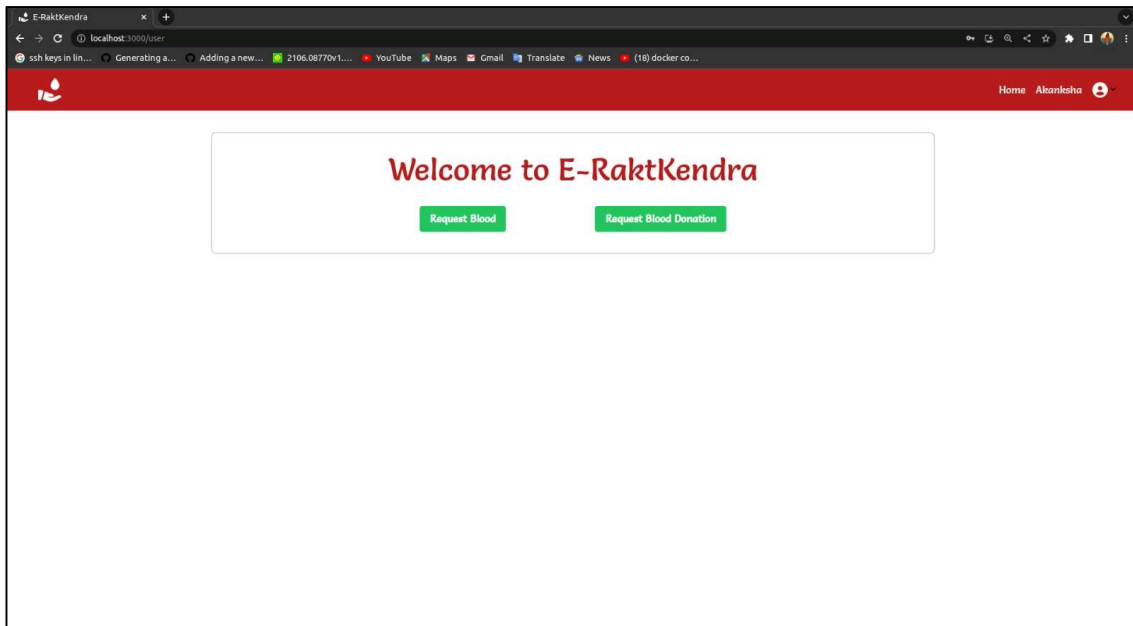 E-RaktKendra
localhost:3000/user
ssh keys in lin... Generating a... Adding a new... 2106.08770v1.... YouTube Maps Gmail Translate News (18) docker co...
Home Akanksha
Welcome to E-RaktKendra
Request Blood Request Blood Donation